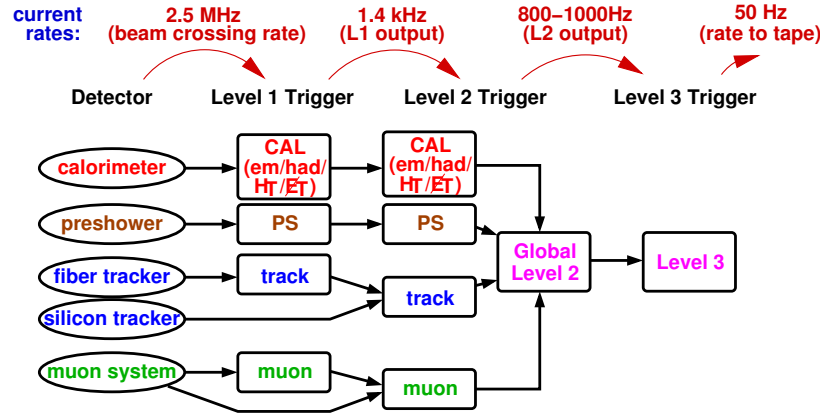 current rates:
2.5 MHz
(beam crossing rate)
1.4 kHz
(L1 output)
800−1000Hz
(L2 output)
50 Hz
(rate to tape)
Detector
Level 1 Trigger
Level 2 Trigger
Level 3 Trigger
calorimeter
CAL
(em/had/
HT/E̸T)
CAL
(em/had/
HT/E̸T)
preshower
PS
PS
Global
Level 2
Level 3
fiber tracker
track
track
silicon tracker
muon system
muon
muon